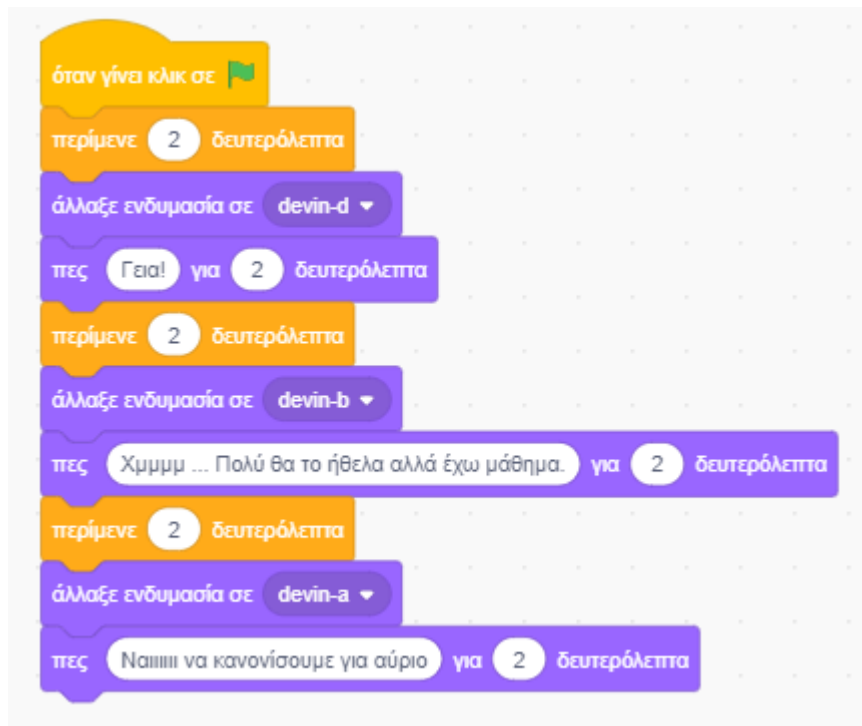 όταν γίνει κλικ σε
περίμενε 2 δευτερόλεπτα
άλλαξε ενδυμασία σε devin-d
πες Γεια! για 2 δευτερόλεπτα
περίμενε 2 δευτερόλεπτα
άλλαξε ενδυμασία σε devin-b
πες Χμμμμ ... Πολύ θα το ήθελα αλλά έχω μάθημα. για 2 δευτερόλεπτα
περίμενε 2 δευτερόλεπτα
άλλαξε ενδυμασία σε devin-a
πες Ναιιιιιι να κανονίσουμε για αύριο για 2 δευτερόλεπτα